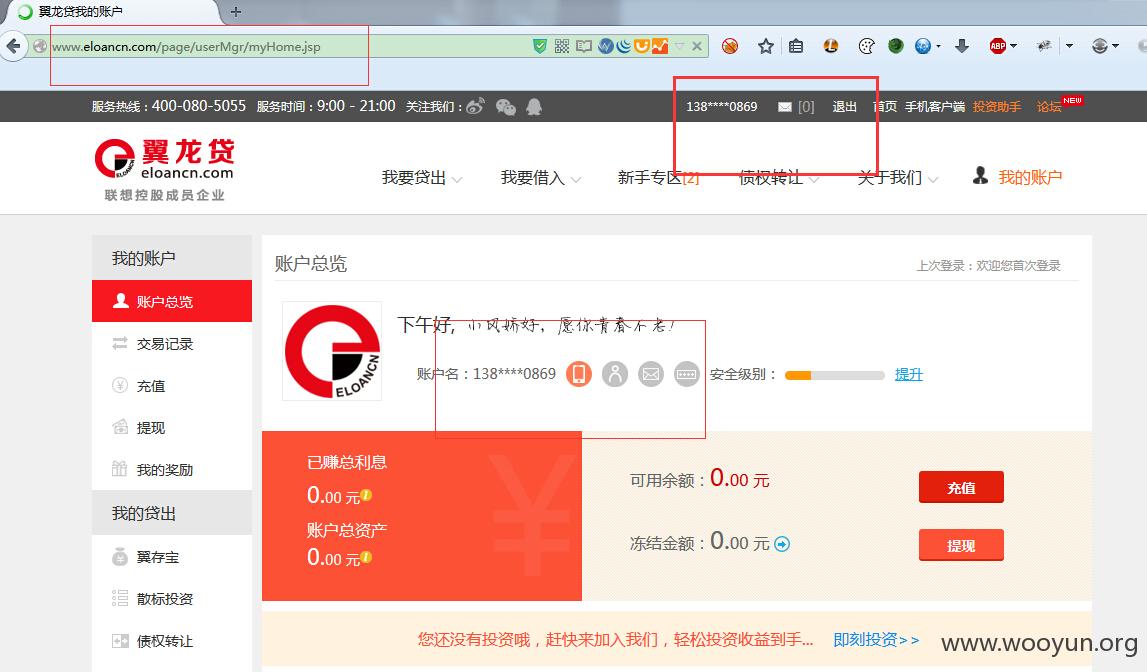 翼龙贷我的账户
www.eloancn.com/page/userMgr/myHome.jsp
ABP
服务热线：400-080-5055 服务时间：9:00 - 21:00 关注我们：
138****0869 [0] 退出 首页 手机客户端 投资助手 论坛 NEW
翼龙贷
eloancn.com
联想控股成员企业
我要贷出 我要借入 新手专区[2] 债权转让 关于我们 我的账户
我的账户
账户总览
交易记录
充值
提现
我的奖励
我的贷出
翼存宝
散标投资
债权转让
账户总览
上次登录：欢迎您首次登录
ELOANCN
下午好, 小风娇好，愿你青春不老！
账户名：138****0869 安全级别： 提升
已赚总利息
0.00 元
账户总资产
0.00 元
可用余额：0.00 元 充值
冻结金额：0.00 元 提现
您还没有投资哦，赶快来加入我们，轻松投资收益到手... 即刻投资>>
www.wooyun.org